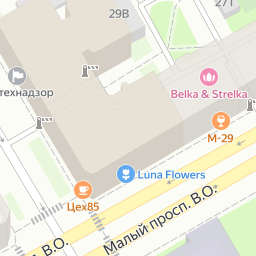 29В
27Г
технадзор
Belka & Strelka
М-29
Luna Flowers
Цех85
Малый просп. В.О.
В.О.